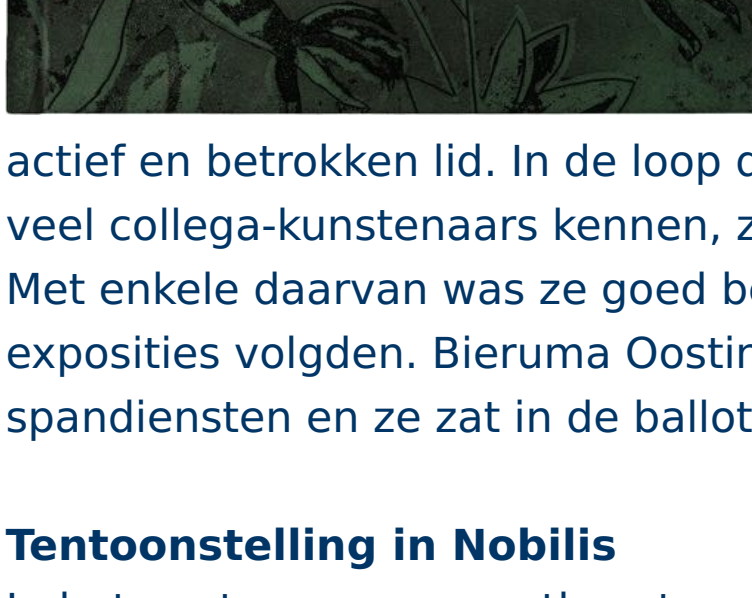 actief en betrokken lid. In de loop
veel collega-kunstenaars kennen,
Met enkele daarvan was ze goed
exposities volgden. Bieruma
spandiensten en ze zat in de
Tentoonstelling in Nobilis